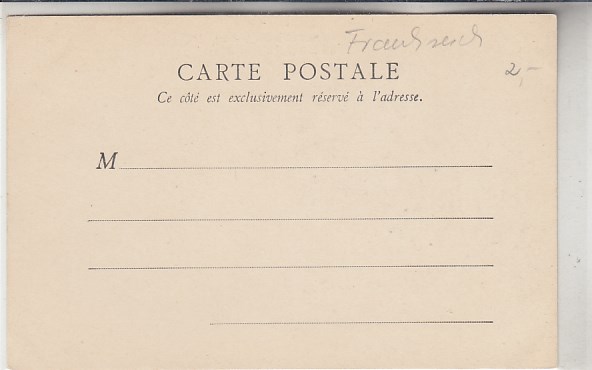 Frankreich
CARTE POSTALE
2,-
Ce côté est exclusivement réservé à l'adresse.
M